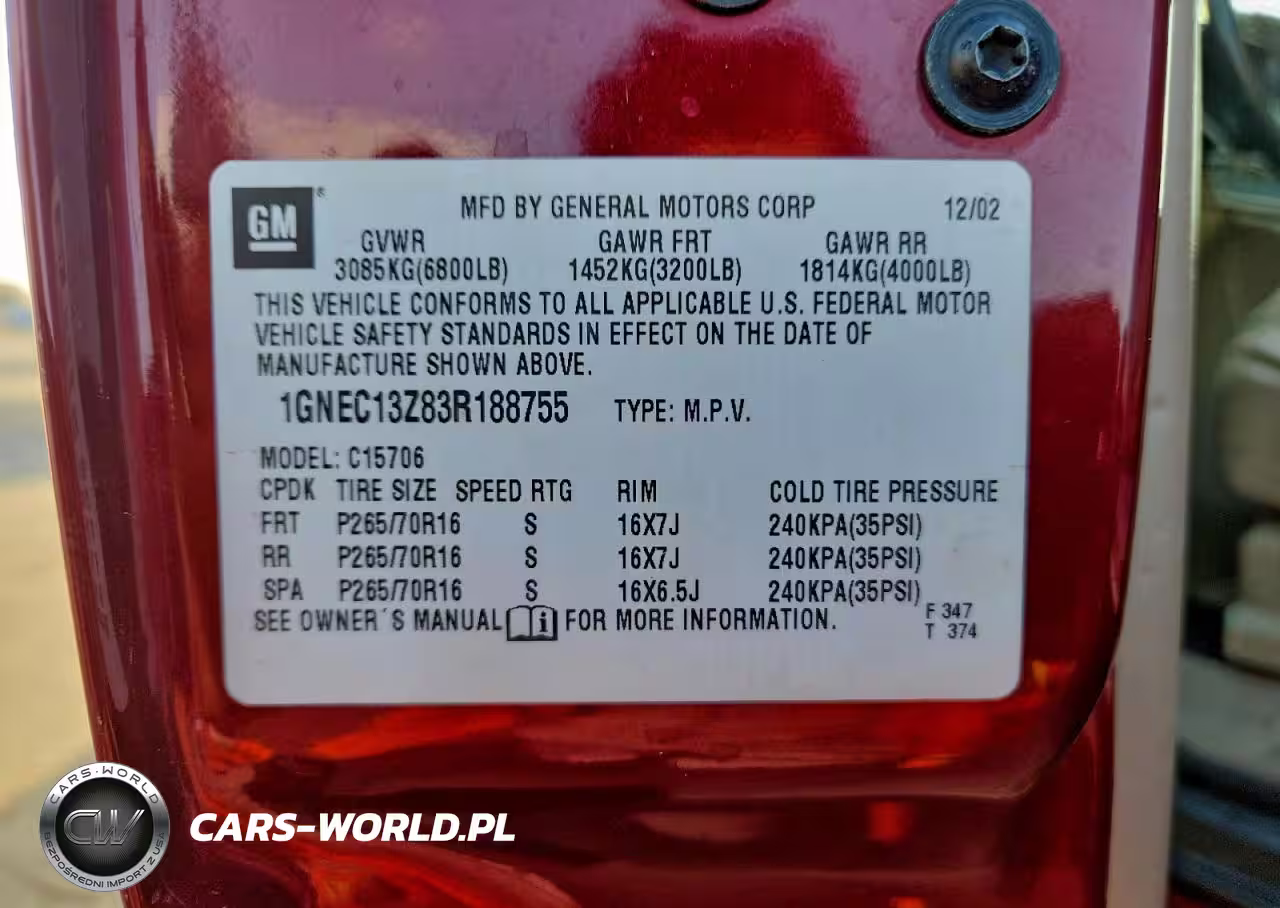 GM®
MFD BY GENERAL MOTORS CORP 12/02
GVWR GAWR FRT GAWR RR
3085KG(6800LB) 1452KG(3200LB) 1814KG(4000LB)
THIS VEHICLE CONFORMS TO ALL APPLICABLE U.S. FEDERAL MOTOR
VEHICLE SAFETY STANDARDS IN EFFECT ON THE DATE OF
MANUFACTURE SHOWN ABOVE.
1GNEC13Z83R188755 TYPE: M.P.V.
MODEL: C15706
CPDK TIRE SIZE SPEED RTG RIM COLD TIRE PRESSURE
FRT P265/70R16 S 16X7J 240KPA(35PSI)
RR P265/70R16 S 16X7J 240KPA(35PSI)
SPA P265/70R16 S 16X6.5J 240KPA(35PSI)
SEE OWNER´S MANUAL FOR MORE INFORMATION.
F 347
T 374
CARS-WORLD
CW
BEZPOŚREDNI IMPORT Z USA
CARS-WORLD.PL